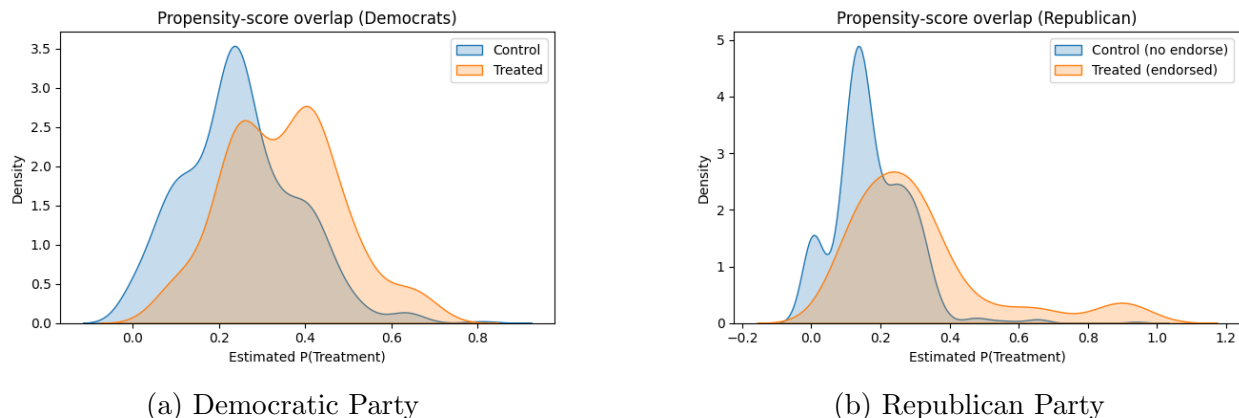 Propensity-score overlap (Democrats)
Control
Treated
3.5
3.0
2.5
2.0
1.5
1.0
0.5
0.0
Density
0.0 0.2 0.4 0.6 0.8
Estimated P(Treatment)
(a) Democratic Party
Propensity-score overlap (Republican)
Control (no endorse)
Treated (endorsed)
5
4
3
2
1
0
Density
−0.2 0.0 0.2 0.4 0.6 0.8 1.0 1.2
Estimated P(Treatment)
(b) Republican Party